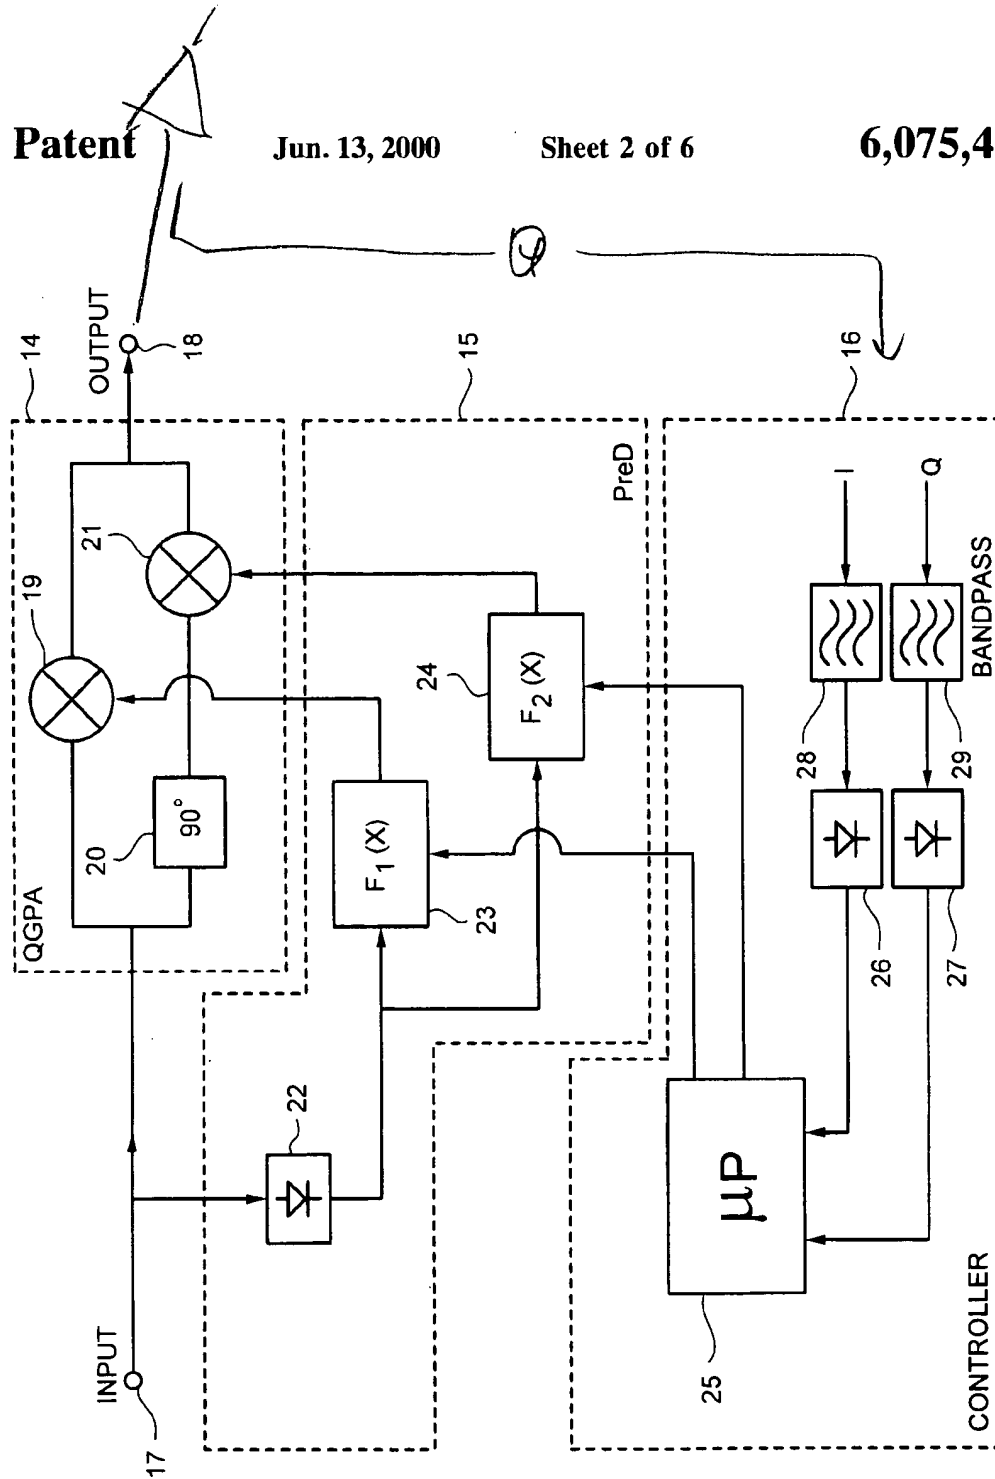 Patent
Jun. 13, 2000
Sheet 2 of 6
6,075,4
INPUT
17
OUTPUT
18
14
QGPA
19
20
90°
21
15
PreD
22
F1 (X)
23
F2 (X)
24
16
CONTROLLER
μP
25
26
27
28
29
I
Q
BANDPASS